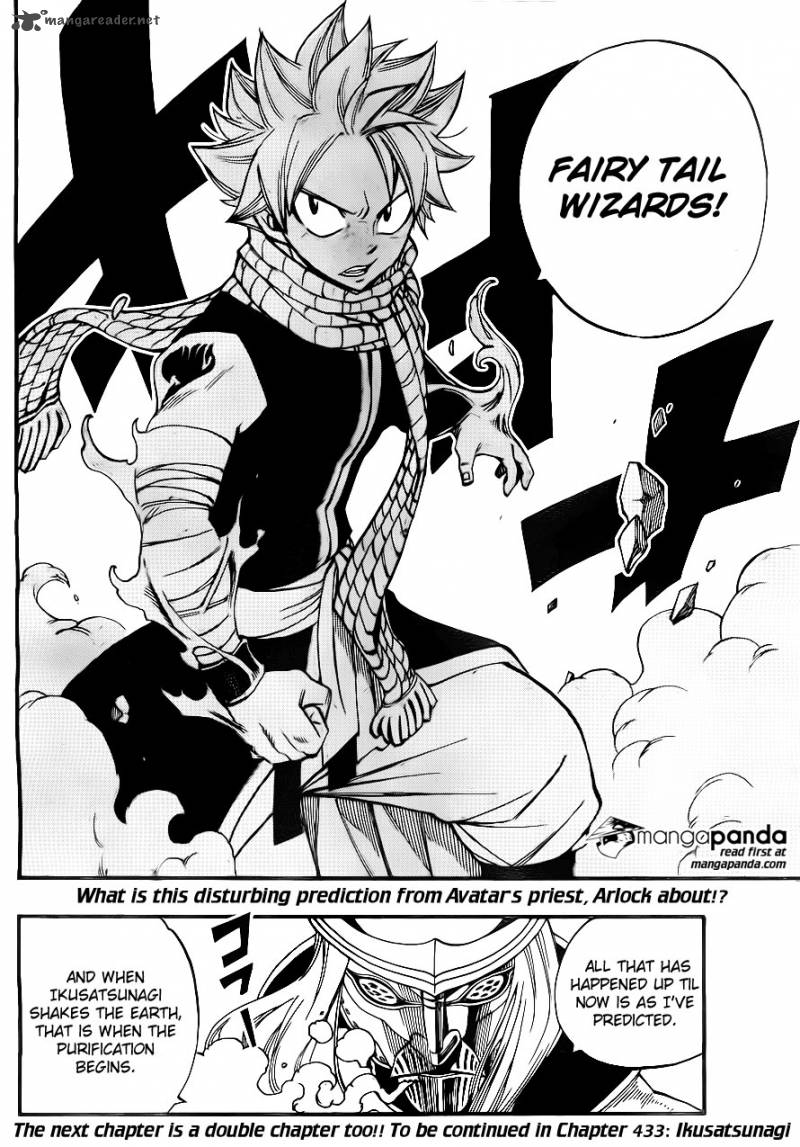 mangareader.net
FAIRY TAIL
WIZARDS!
mangapanda
read first at
mangapanda.com
What is this disturbing prediction from Avatar's priest, Arlock about!?
ALL THAT HAS
HAPPENED UP TIL
NOW IS AS I'VE
PREDICTED.
ゴゴ
AND WHEN
IKUSATSUNAGI
SHAKES THE EARTH,
THAT IS WHEN THE
PURIFICATION
BEGINS.
The next chapter is a double chapter too!! To be continued in Chapter 433: Ikusatsunagi